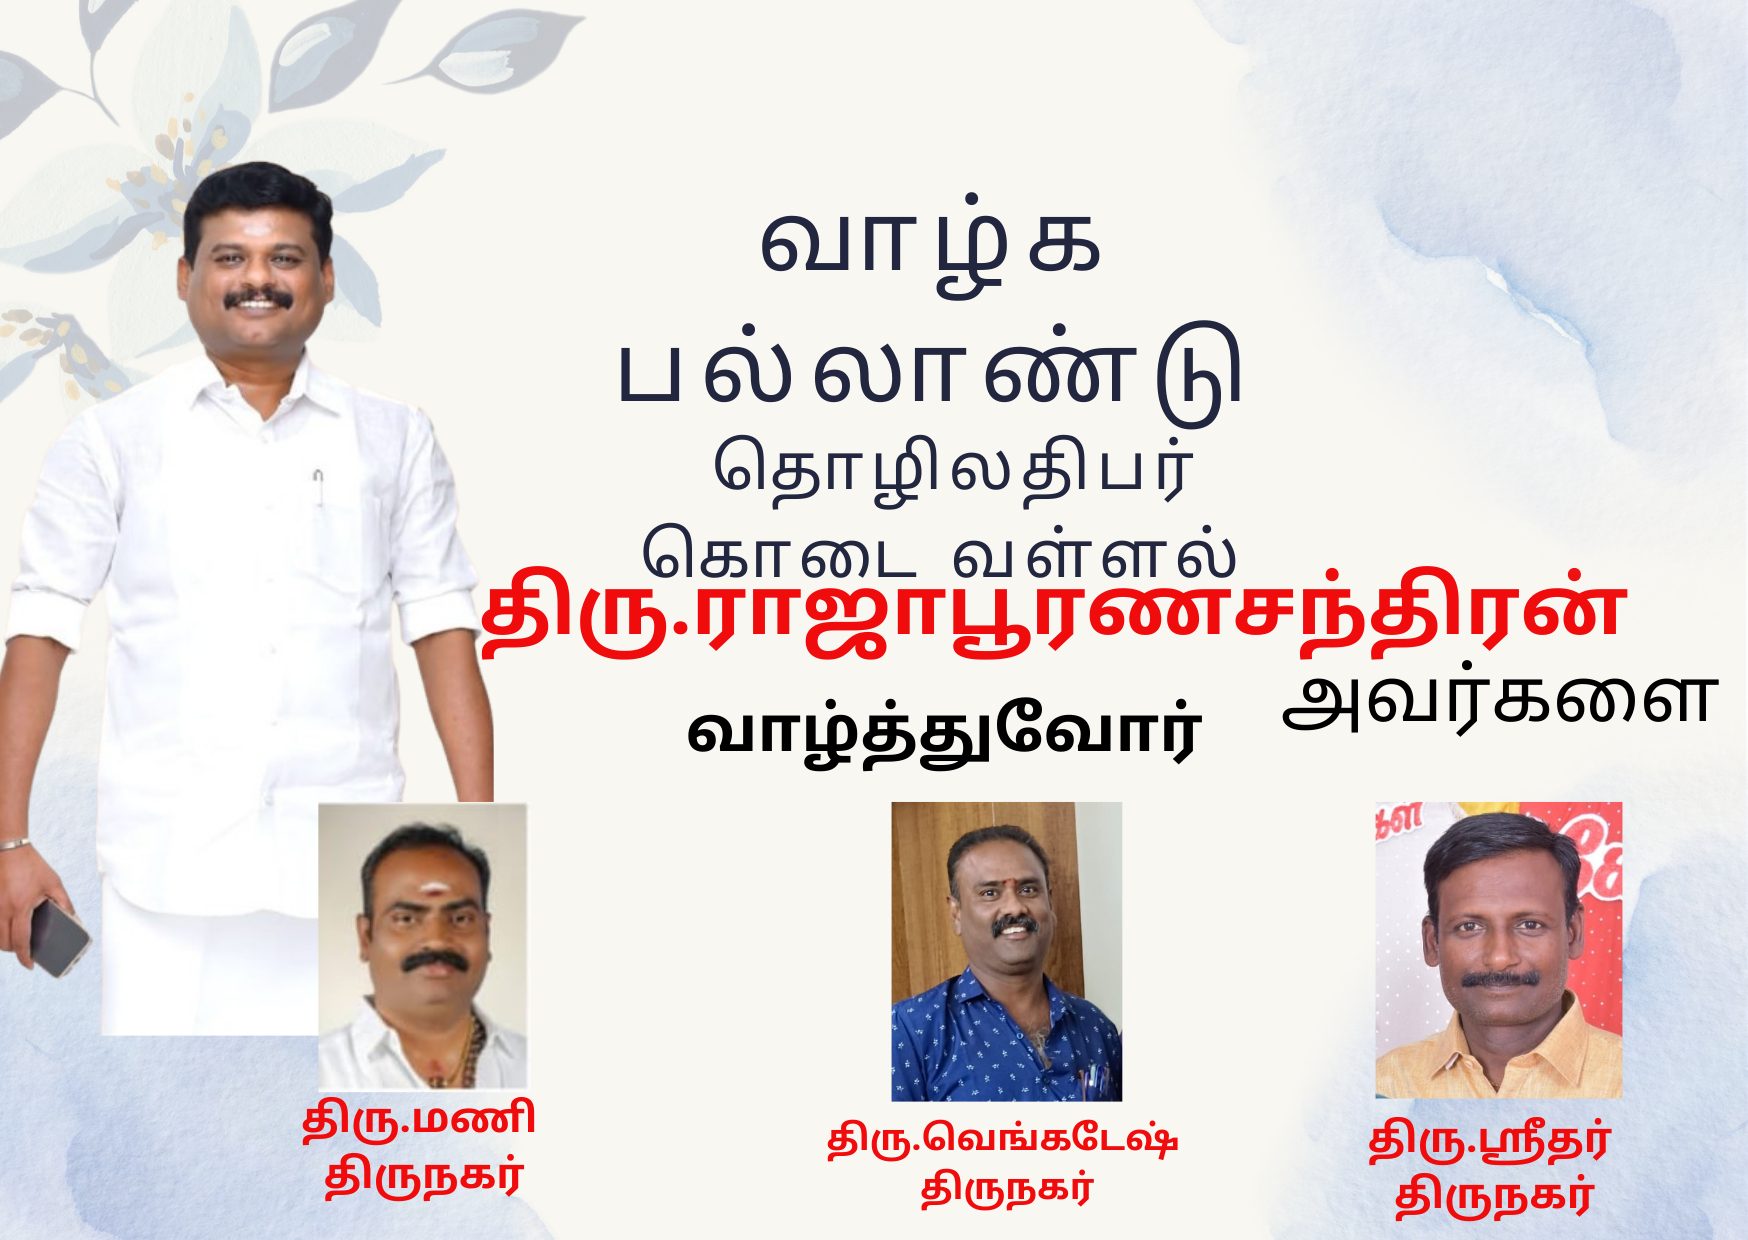 வாழ்க
பல்லாண்டு
தொழிலதிபர்
கொடை வள்ளல்
திரு.ராஜாபூரணசந்திரன்
அவர்களை
வாழ்த்துவோர்
திரு.மணி
திருநகர்
திரு.வெங்கடேஷ்
திருநகர்
திரு.ஸ்ரீதர்
திருநகர்